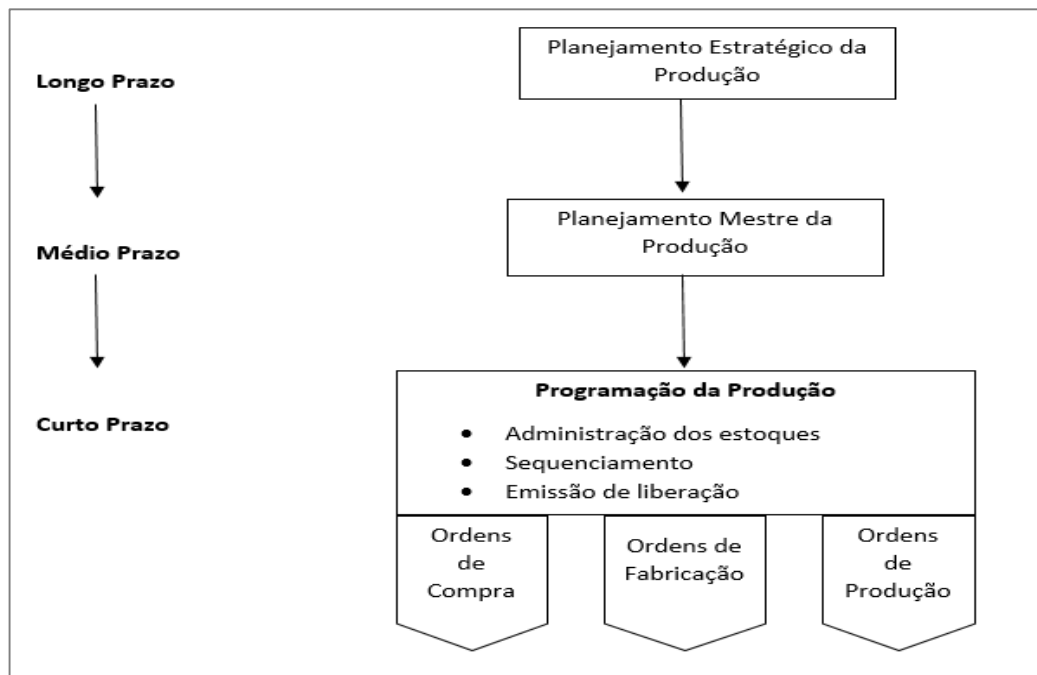 Planejamento Estratégico da
Produção
Longo Prazo
Planejamento Mestre da
Produção
Médio Prazo
Programação da Produção
Curto Prazo
• Administração dos estoques
• Sequenciamento
• Emissão de liberação
Ordens
de
Compra
Ordens de
Fabricação
Ordens
de
Produção